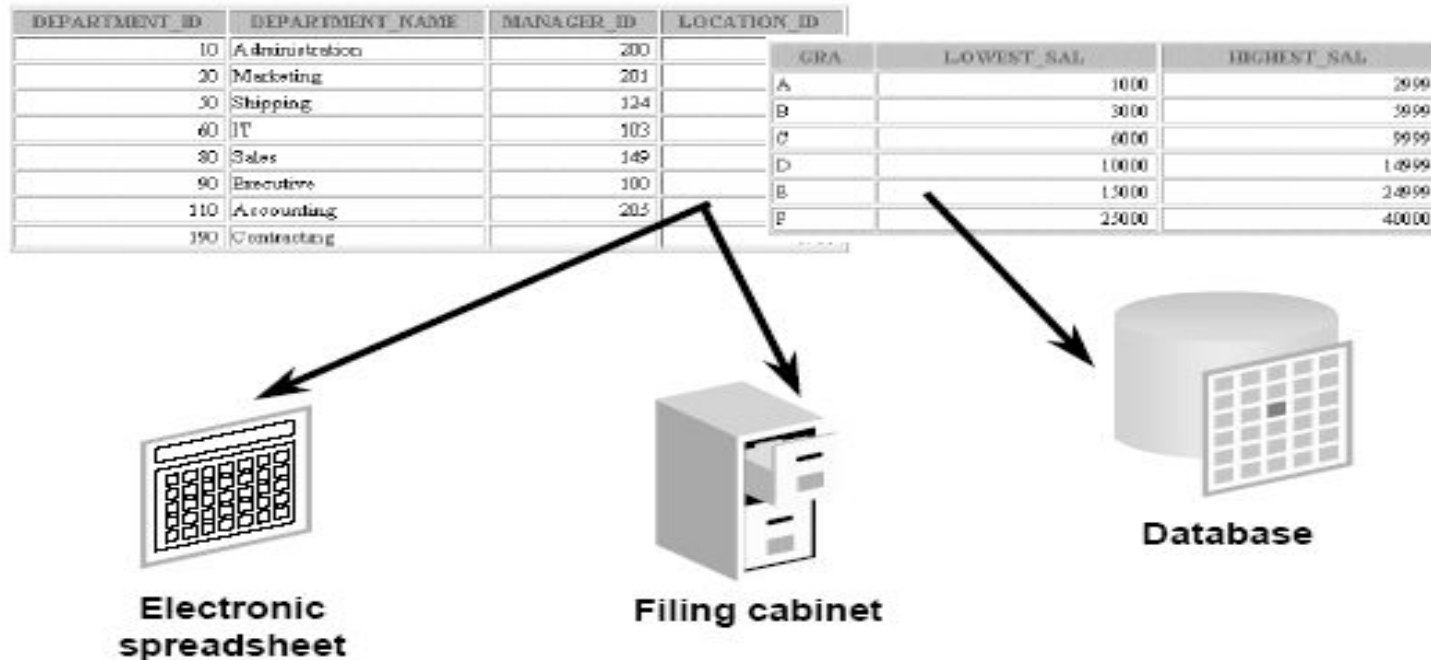 DEPARTMENT_ID DEPARTMENT_NAME MANAGER_ID LOCATION_ID
10 Administration 200
20 Marketing 201
50 Shipping 124
60 IT 103
80 Sales 149
90 Executive 100
110 Accounting 205
190 Contracting
GRA LOWEST_SAL HIGHEST_SAL
A 1000 2999
B 3000 5999
C 6000 9999
D 10000 14999
E 15000 24999
F 25000 40000
Electronic
spreadsheet
Filing cabinet
Database